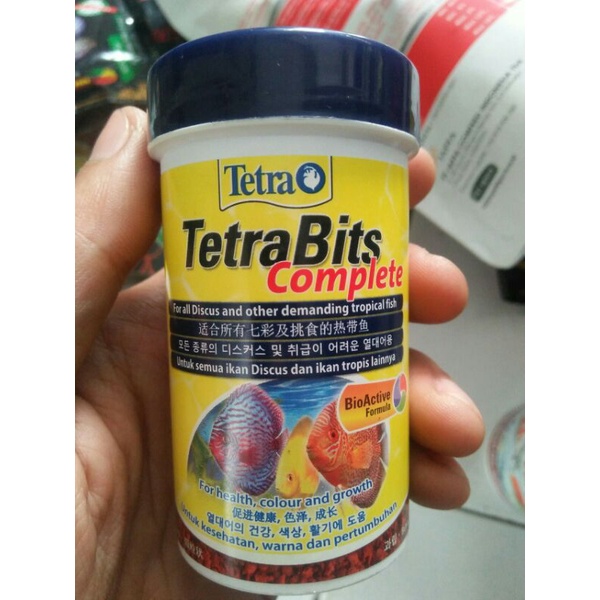 Tetra
TetraBits
Complete
For all Discus and other demanding tropical fish
适合所有七彩及挑食的热带鱼
모든 종류의 디스커스 및 취급이 어려운 열대어용
Untuk semua ikan Discus dan ikan tropis lainnya
BioActive
Formula
For health, colour and growth
促进健康, 色泽, 成长
열대어의 건강, 색상, 활기에 도움
Untuk kesehatan, warna dan pertumbuhan